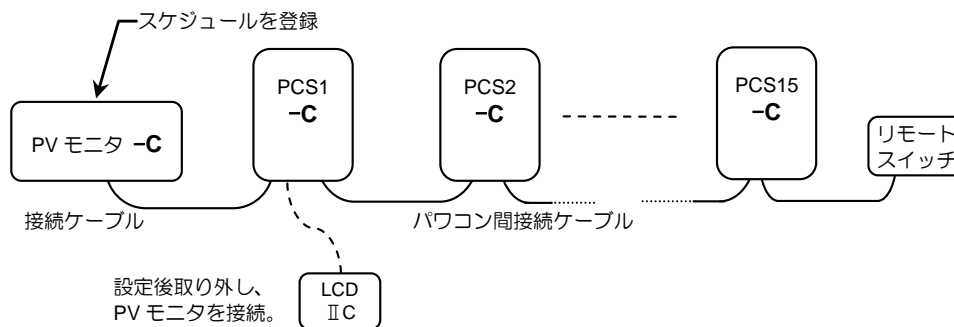 スケジュールを登録
PCS1
−C
PCS2
−C
PCS15
−C
PV モニタ −C
リモート
スイッチ
接続ケーブル
パワコン間接続ケーブル
設定後取り外し、
PV モニタを接続。
LCD
ⅡC